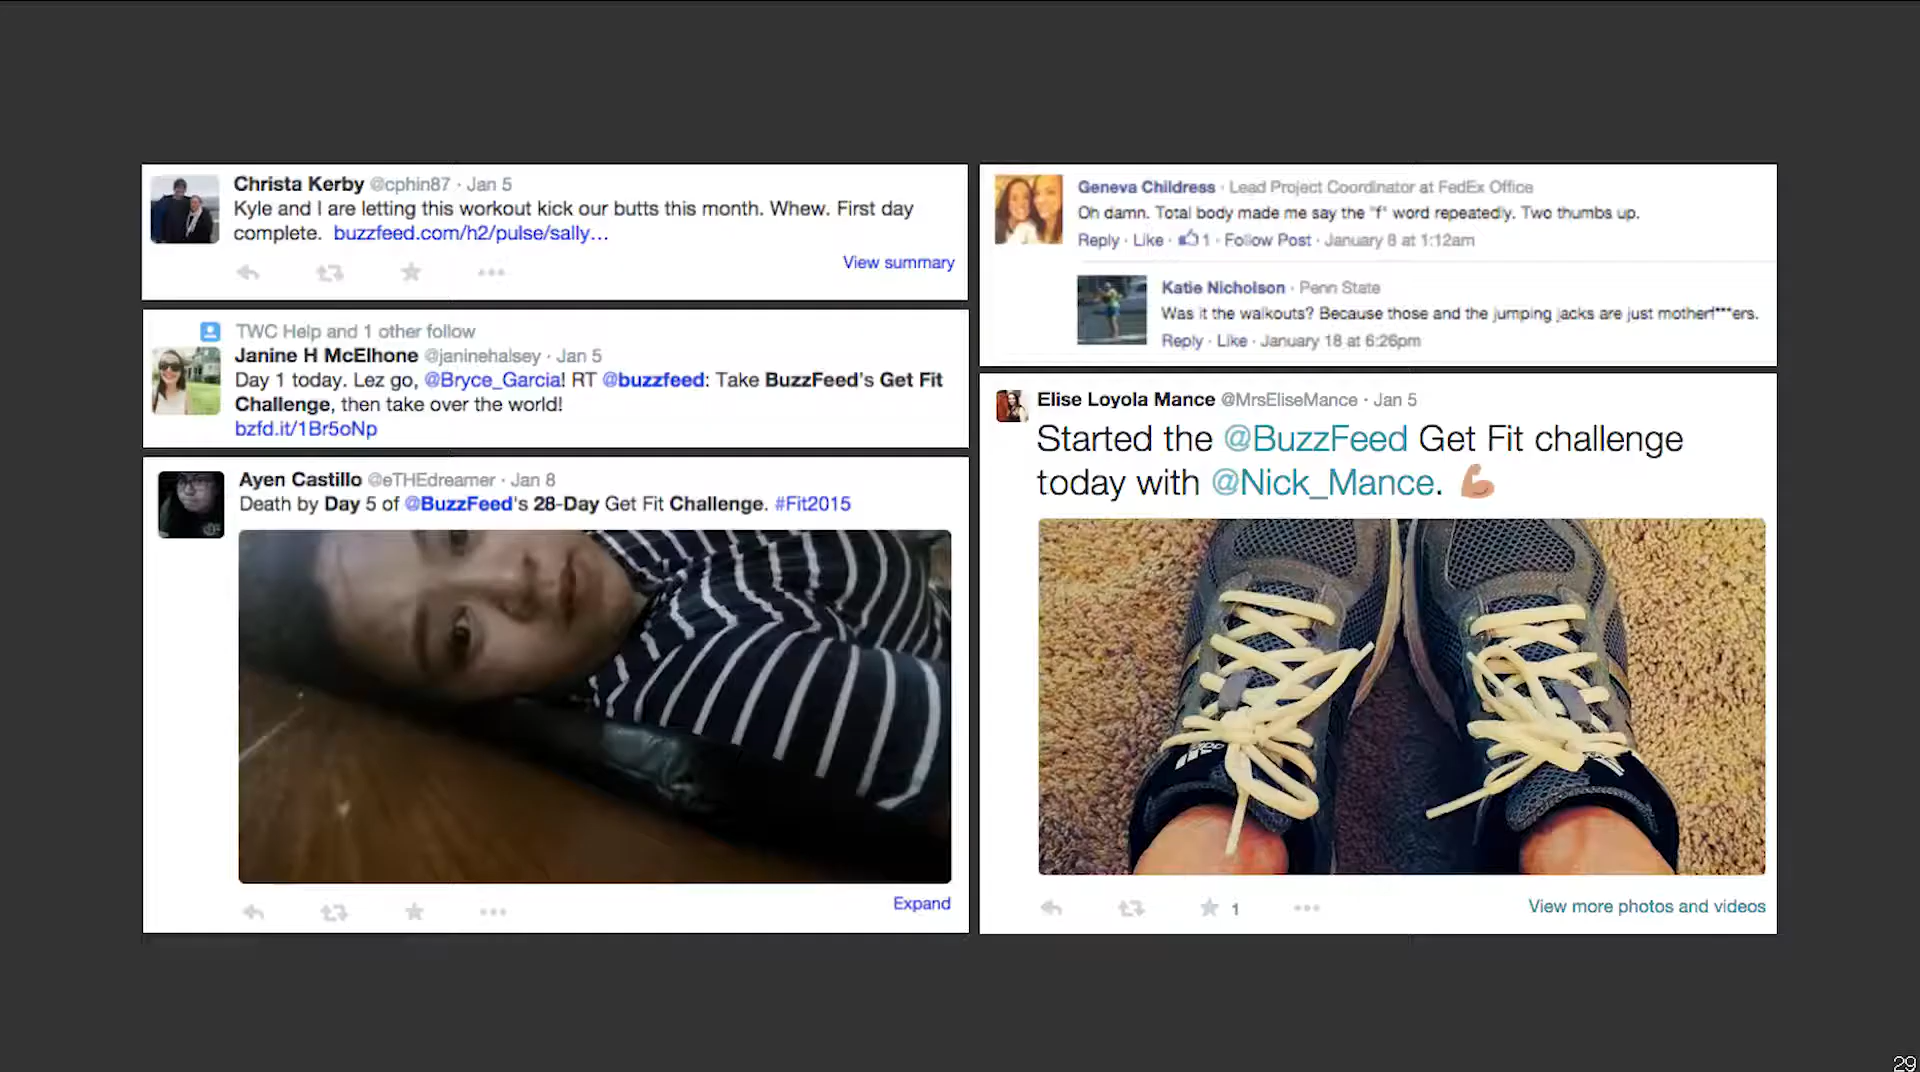 Christa Kerby @cphin87 · Jan 5
Kyle and I are letting this workout kick our butts this month. Whew. First day
complete. buzzfeed.com/h2/pulse/sally…
View summary
TWC Help and 1 other follow
Janine H McElhone @janinehalsey · Jan 5
Day 1 today. Lez go, @Bryce_Garcia! RT @buzzfeed: Take BuzzFeed's Get Fit
Challenge, then take over the world!
bzfd.it/1Br5oNp
Ayen Castillo @eTHEdreamer · Jan 8
Death by Day 5 of @BuzzFeed's 28-Day Get Fit Challenge. #Fit2015
Expand
Geneva Childress · Lead Project Coordinator at FedEx Office
Oh damn. Total body made me say the "f" word repeatedly. Two thumbs up.
Reply · Like · 1 · Follow Post · January 8 at 1:12am
Katie Nicholson · Penn State
Was it the walkouts? Because those and the jumping jacks are just motherf***ers.
Reply · Like · January 18 at 6:26pm
Elise Loyola Mance @MrsEliseMance · Jan 5
Started the @BuzzFeed Get Fit challenge
today with @Nick_Mance. 💪🏽
adidas
1
View more photos and videos
29